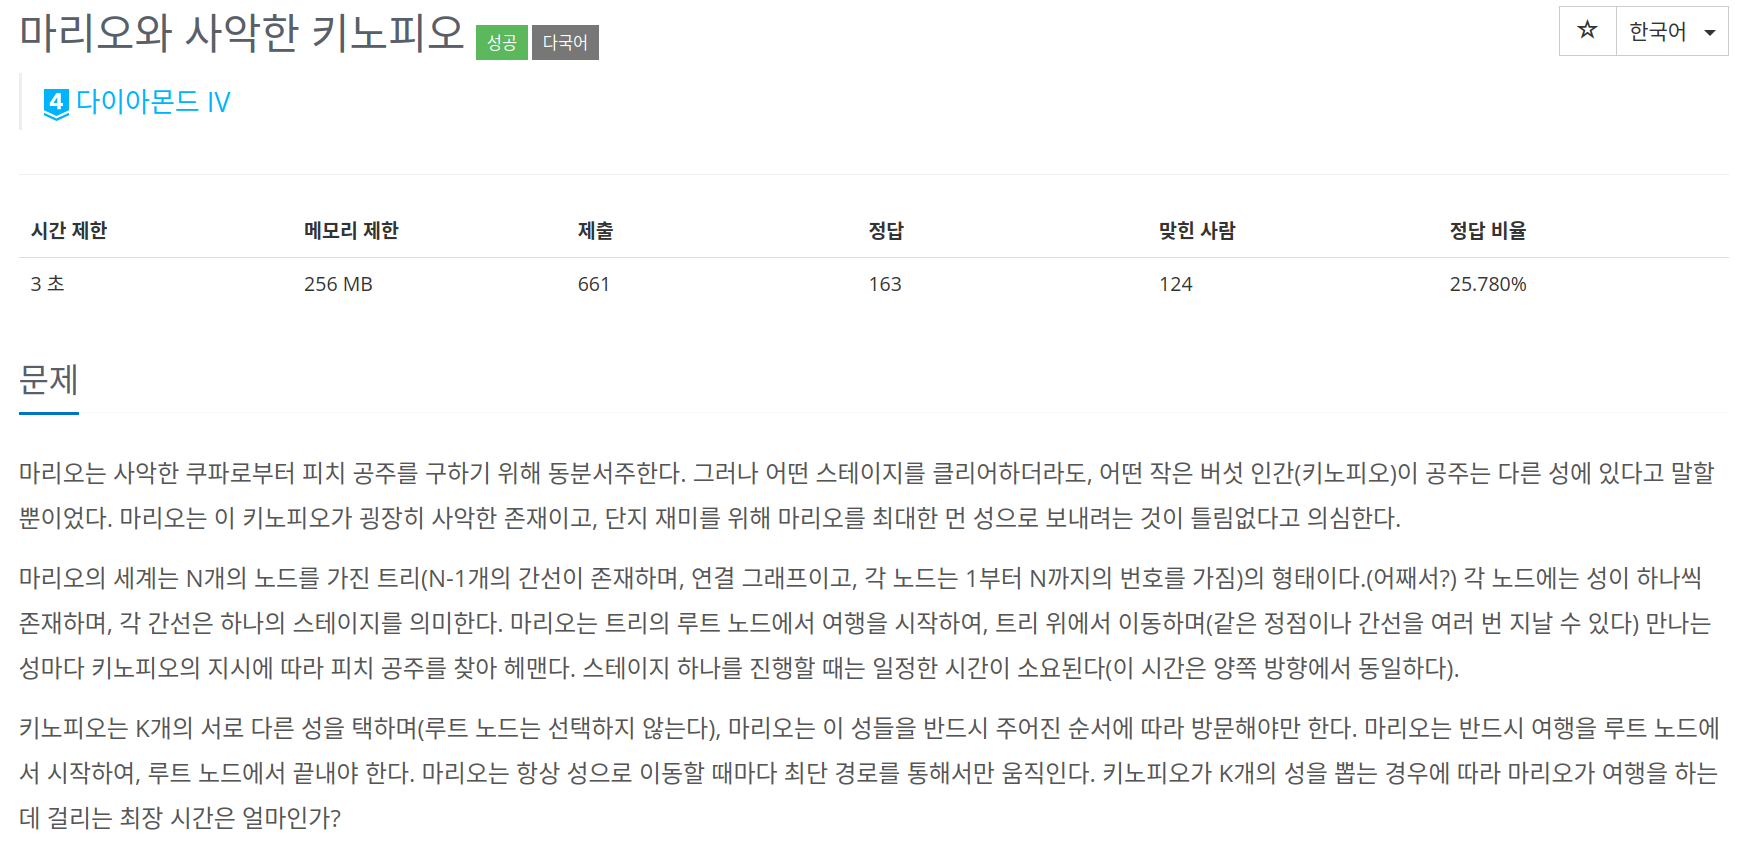 마리오와 사악한 키노피오 성공 다국어
☆ 한국어
4 다이아몬드 IV
시간 제한 메모리 제한 제출 정답 맞힌 사람 정답 비율
3 초 256 MB 661 163 124 25.780%
문제
마리오는 사악한 쿠파로부터 피치 공주를 구하기 위해 동분서주한다. 그러나 어떤 스테이지를 클리어하더라도, 어떤 작은 버섯 인간(키노피오)이 공주는 다른 성에 있다고 말할
뿐이었다. 마리오는 이 키노피오가 굉장히 사악한 존재이고, 단지 재미를 위해 마리오를 최대한 먼 성으로 보내려는 것이 틀림없다고 의심한다.
마리오의 세계는 N개의 노드를 가진 트리(N-1개의 간선이 존재하며, 연결 그래프이고, 각 노드는 1부터 N까지의 번호를 가짐)의 형태이다.(어째서?) 각 노드에는 성이 하나씩
존재하며, 각 간선은 하나의 스테이지를 의미한다. 마리오는 트리의 루트 노드에서 여행을 시작하여, 트리 위에서 이동하며(같은 정점이나 간선을 여러 번 지날 수 있다) 만나는
성마다 키노피오의 지시에 따라 피치 공주를 찾아 헤맨다. 스테이지 하나를 진행할 때는 일정한 시간이 소요된다(이 시간은 양쪽 방향에서 동일하다).
키노피오는 K개의 서로 다른 성을 택하며(루트 노드는 선택하지 않는다), 마리오는 이 성들을 반드시 주어진 순서에 따라 방문해야만 한다. 마리오는 반드시 여행을 루트 노드에
서 시작하여, 루트 노드에서 끝내야 한다. 마리오는 항상 성으로 이동할 때마다 최단 경로를 통해서만 움직인다. 키노피오가 K개의 성을 뽑는 경우에 따라 마리오가 여행을 하는
데 걸리는 최장 시간은 얼마인가?